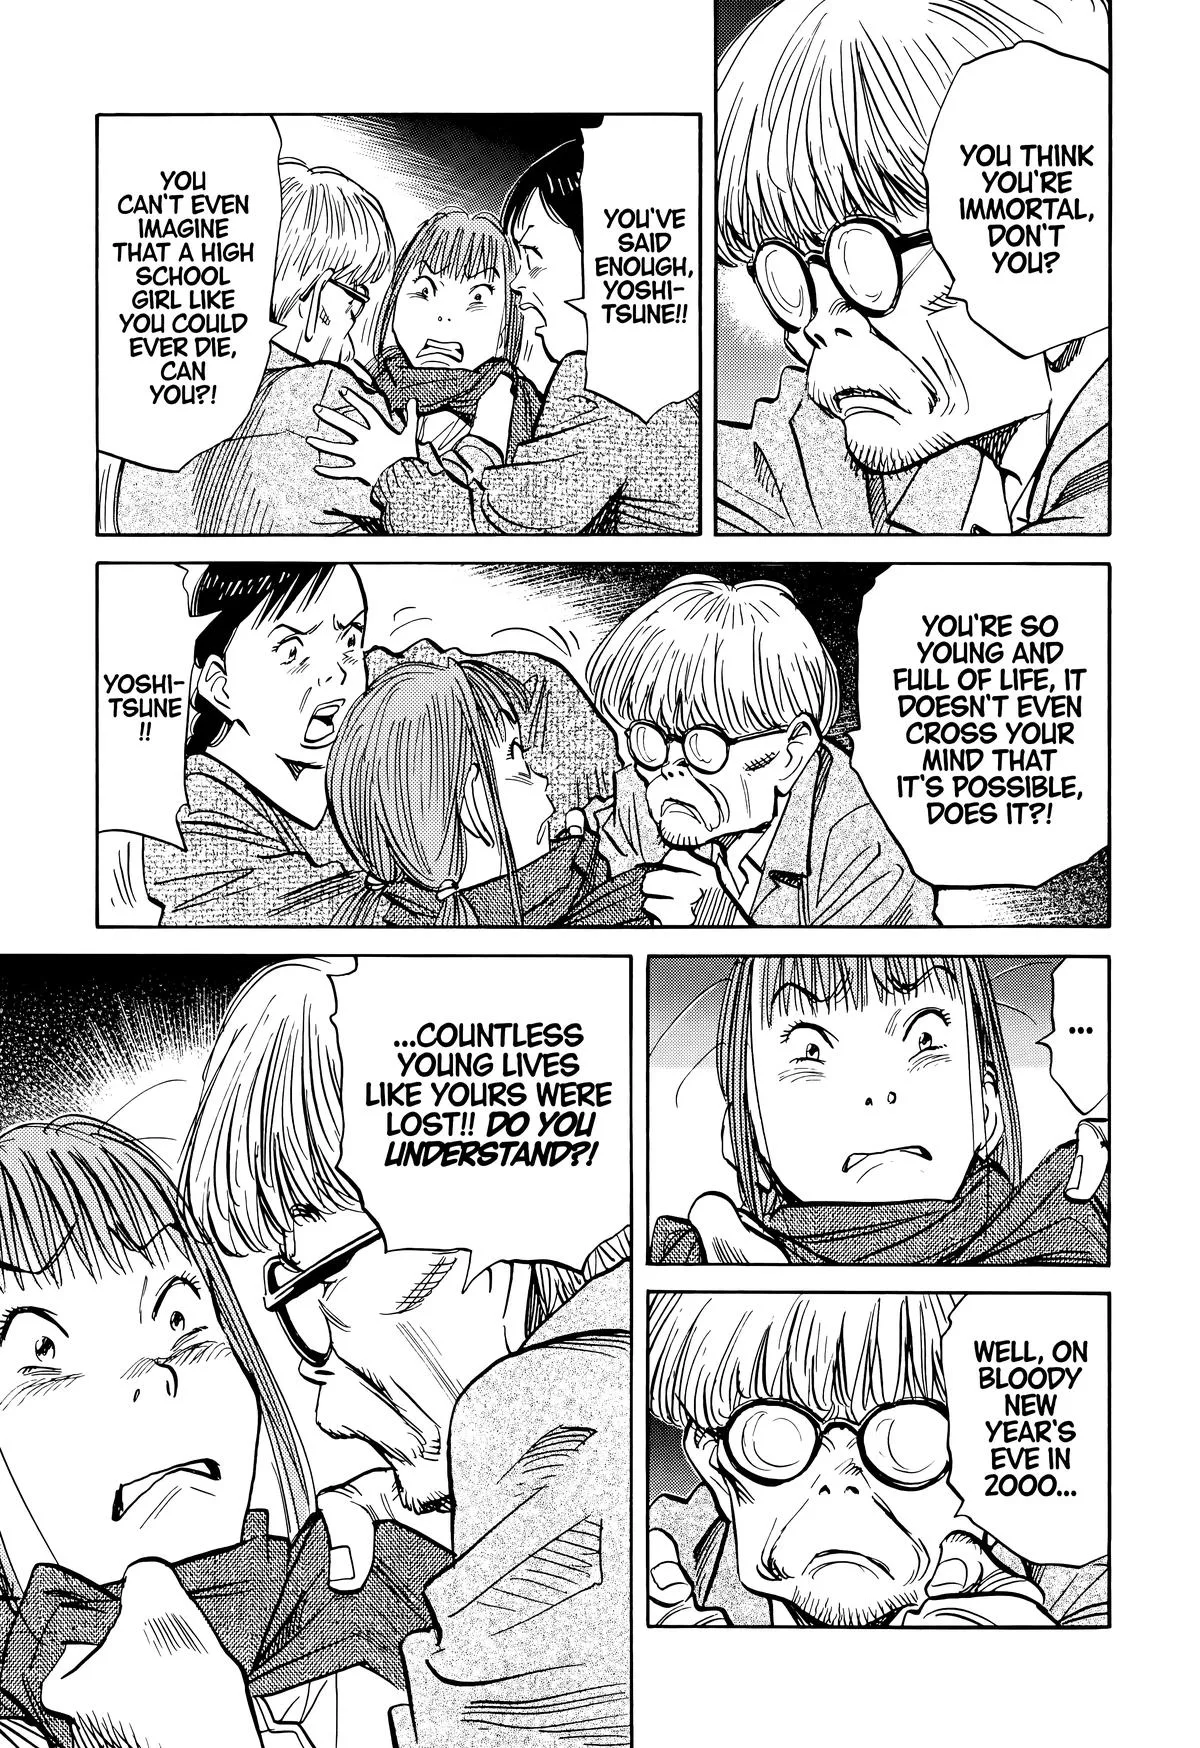 YOU THINK
YOU'RE
IMMORTAL,
DON'T
YOU?
YOU'VE
SAID
ENOUGH,
YOSHI-
TSUNE!!
YOU
CAN'T EVEN
IMAGINE
THAT A HIGH
SCHOOL
GIRL LIKE
YOU COULD
EVER DIE,
CAN
YOU?!
YOU'RE SO
YOUNG AND
FULL OF LIFE, IT
DOESN'T EVEN
CROSS YOUR
MIND THAT
IT'S POSSIBLE,
DOES IT?!
YOSHI-
TSUNE
!!
...
WELL, ON
BLOODY
NEW
YEAR'S
EVE IN
2000...
...COUNTLESS
YOUNG LIVES
LIKE YOURS WERE
LOST!! DO YOU
UNDERSTAND?!